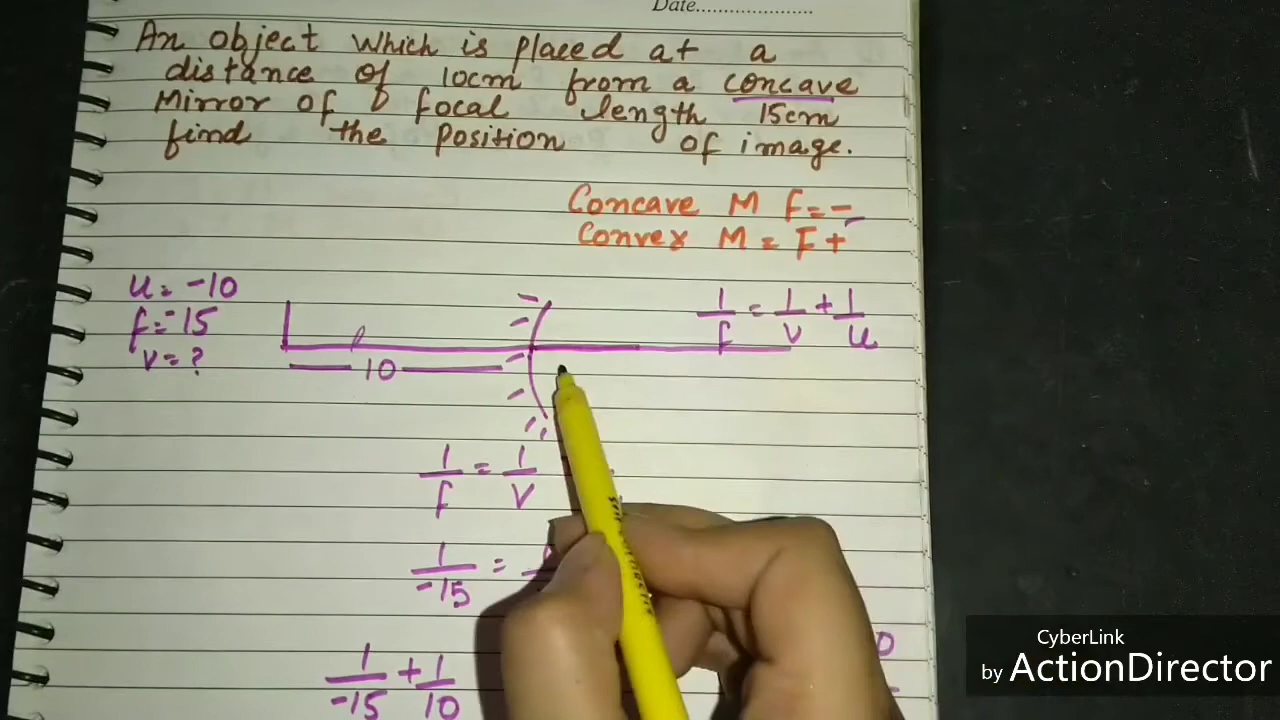 Date....................
An object which is placed at a
distance of 10cm from a concave
Mirror of focal length 15cm
find the position of image.
Concave M F = -
Convex M = F +
u = -10
f = -15
v = ?
10
1/f = 1/v + 1/u
1/f = 1/v
1/-15 =
1/-15 + 1/10
CyberLink
by ActionDirector